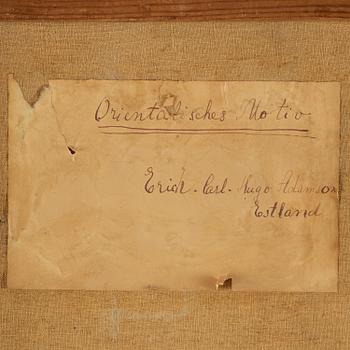 Orientalisches Motiv
Erich - Carl - Hugo Adamson
Estland